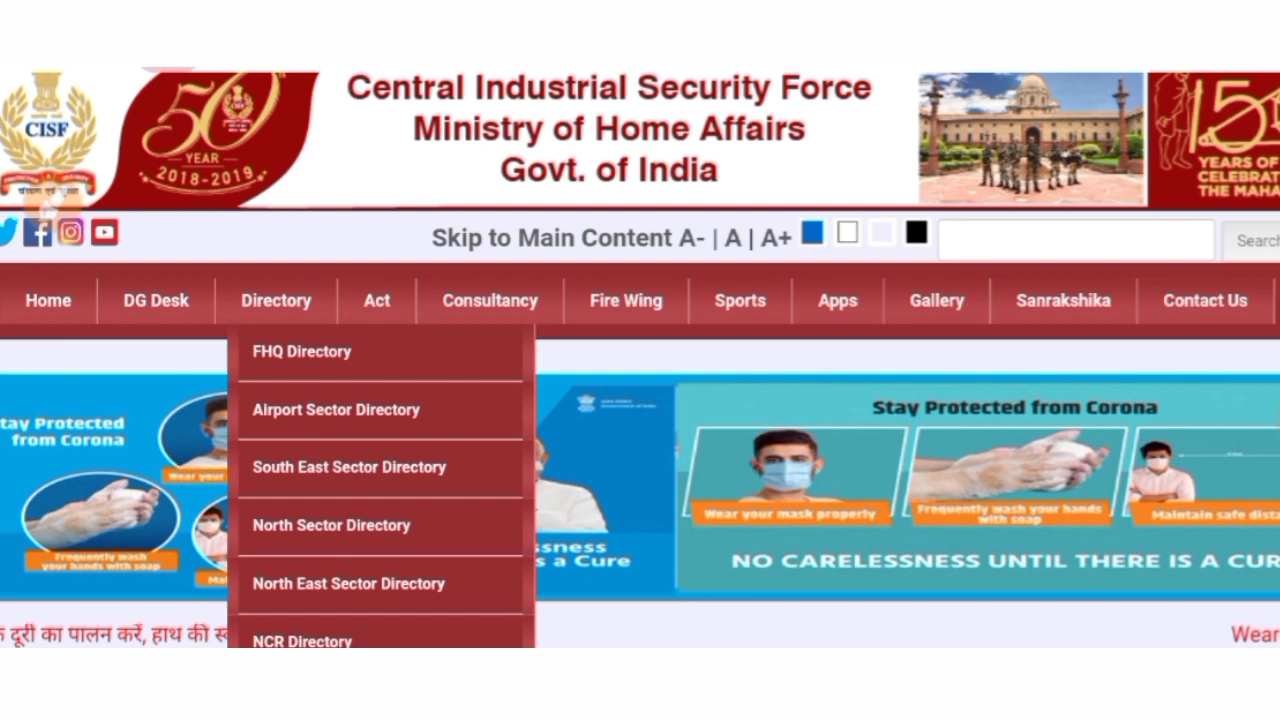 Central Industrial Security Force
Ministry of Home Affairs
Govt. of India
CISF
50
YEAR
2018-2019
15
YEARS OF
CELEBRAT
THE MAHA
Skip to Main Content A- | A | A+
Search
Home
DG Desk
Directory
Act
Consultancy
Fire Wing
Sports
Apps
Gallery
Sanrakshika
Contact Us
FHQ Directory
Airport Sector Directory
South East Sector Directory
North Sector Directory
North East Sector Directory
NCR Directory
tay Protected
from Corona
Wear your
Frequently wash
your hands with soap
Mai
ssness
s a Cure
Stay Protected from Corona
Wear your mask properly
Frequently wash your hands
with soap
Maintain safe dista
NO CARELESSNESS UNTIL THERE IS A CUR
दूरी का पालन करें, हाथ की स्
Wear